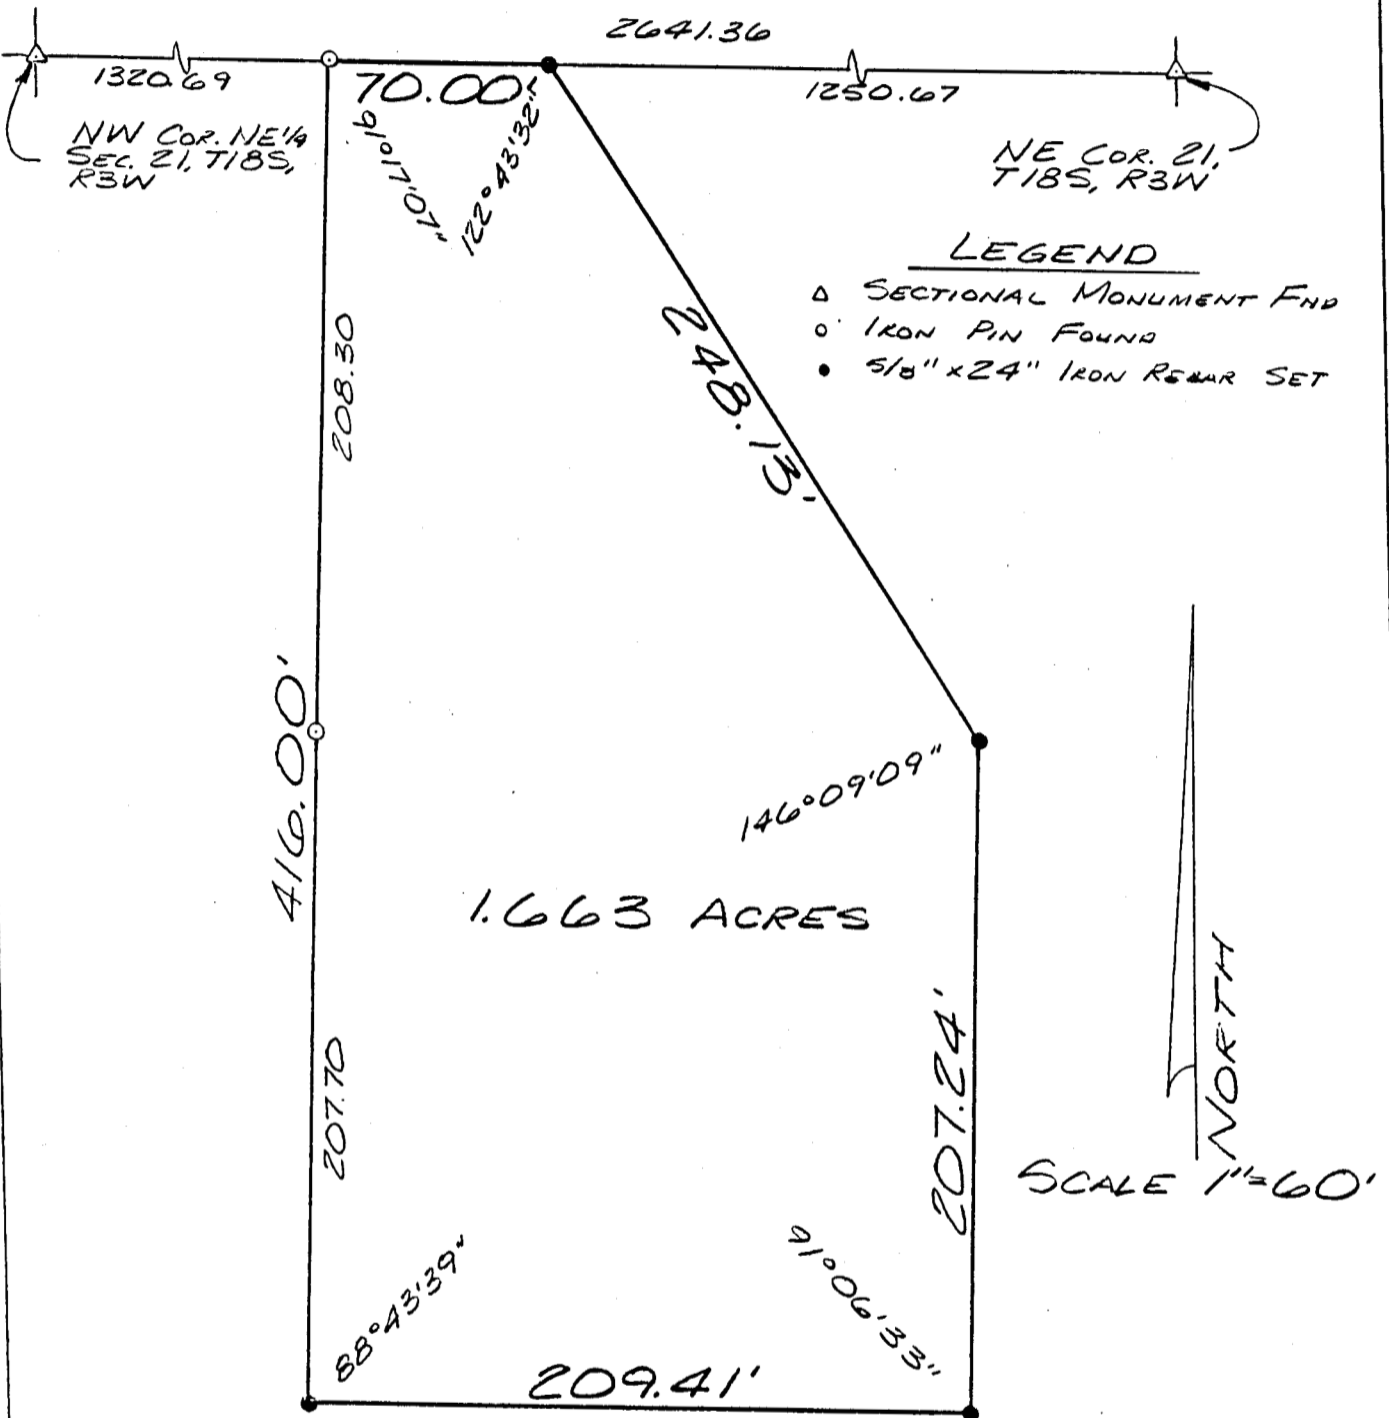 2641.36
1320.69
70.00'
1250.67
NW COR. NE 1/4
SEC. 21, T18S,
R3W
NE COR. 21,
T18S, R3W
91°17'07"
122°43'32"
LEGEND
△ SECTIONAL MONUMENT FND
○ IRON PIN FOUND
● 5/8" x 24" IRON REBAR SET
208.30
248.13'
416.00'
146°09'09"
1.663 ACRES
207.70
207.24'
NORTH
SCALE 1"=60'
88°43'39"
91°06'33"
209.41'